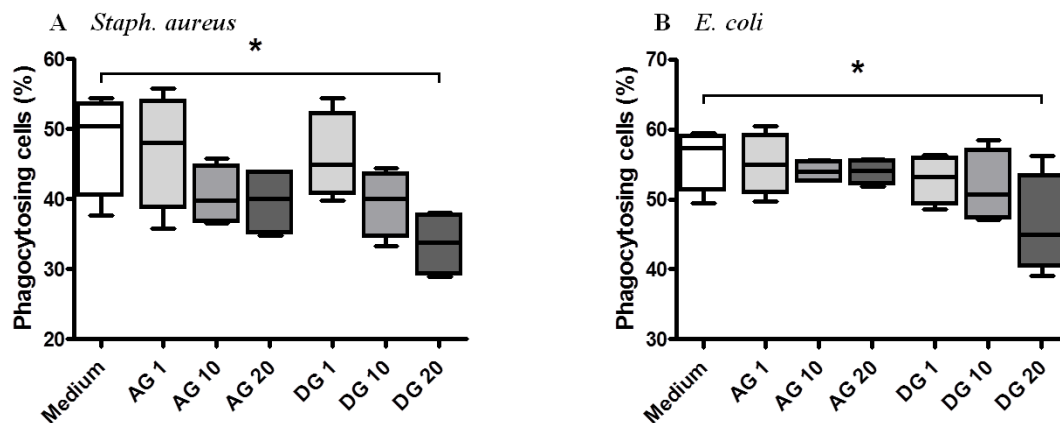 A Staph. aureus
*
Phagocytosing cells (%)
60
50
40
30
20
Medium
AG 1
AG 10
AG 20
DG 1
DG 10
DG 20
B E. coli
*
Phagocytosing cells (%)
70
60
50
40
30
Medium
AG 1
AG 10
AG 20
DG 1
DG 10
DG 20